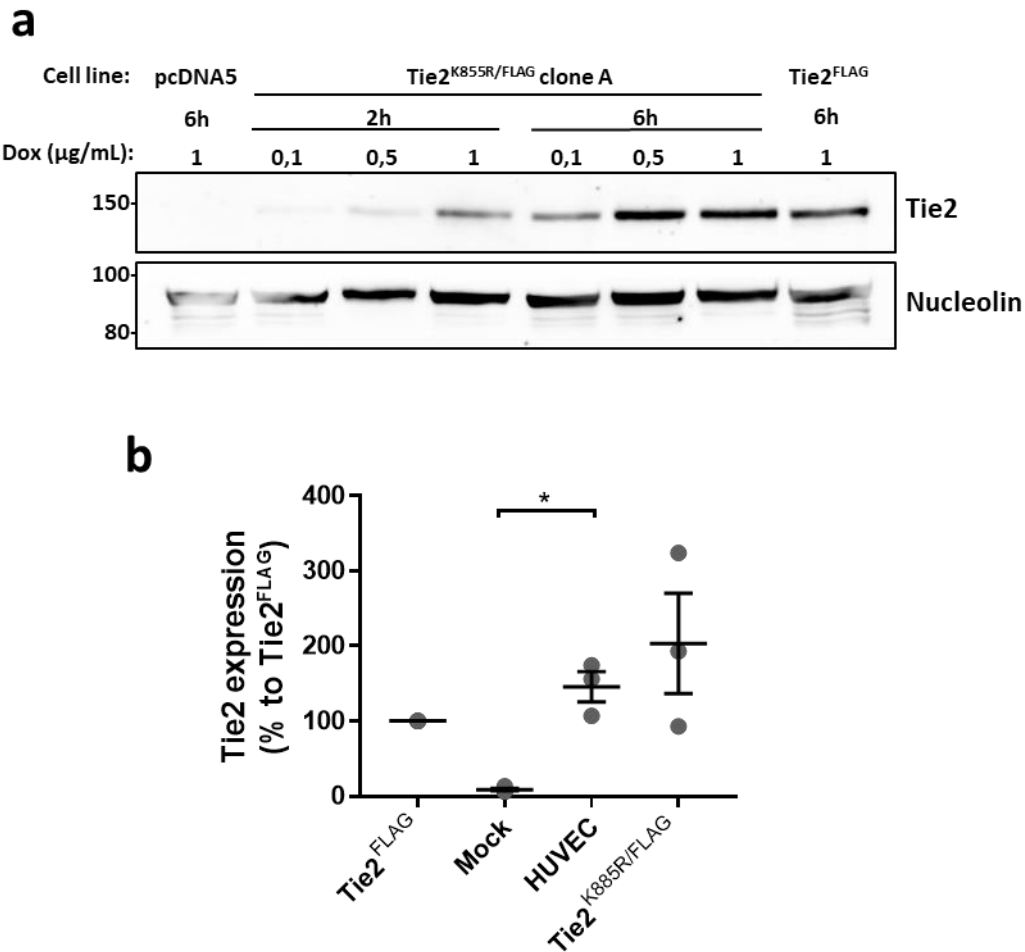 a
Cell line: pcDNA5 Tie2K855R/FLAG clone A Tie2FLAG
6h 2h 6h 6h
Dox (µg/mL): 1 0,1 0,5 1 0,1 0,5 1 1
150 Tie2
100 Nucleolin
80
b
400
300
200
100
0
*
Tie2 expression
(% to Tie2FLAG)
Tie2FLAG
Mock
HUVEC
Tie2K885R/FLAG